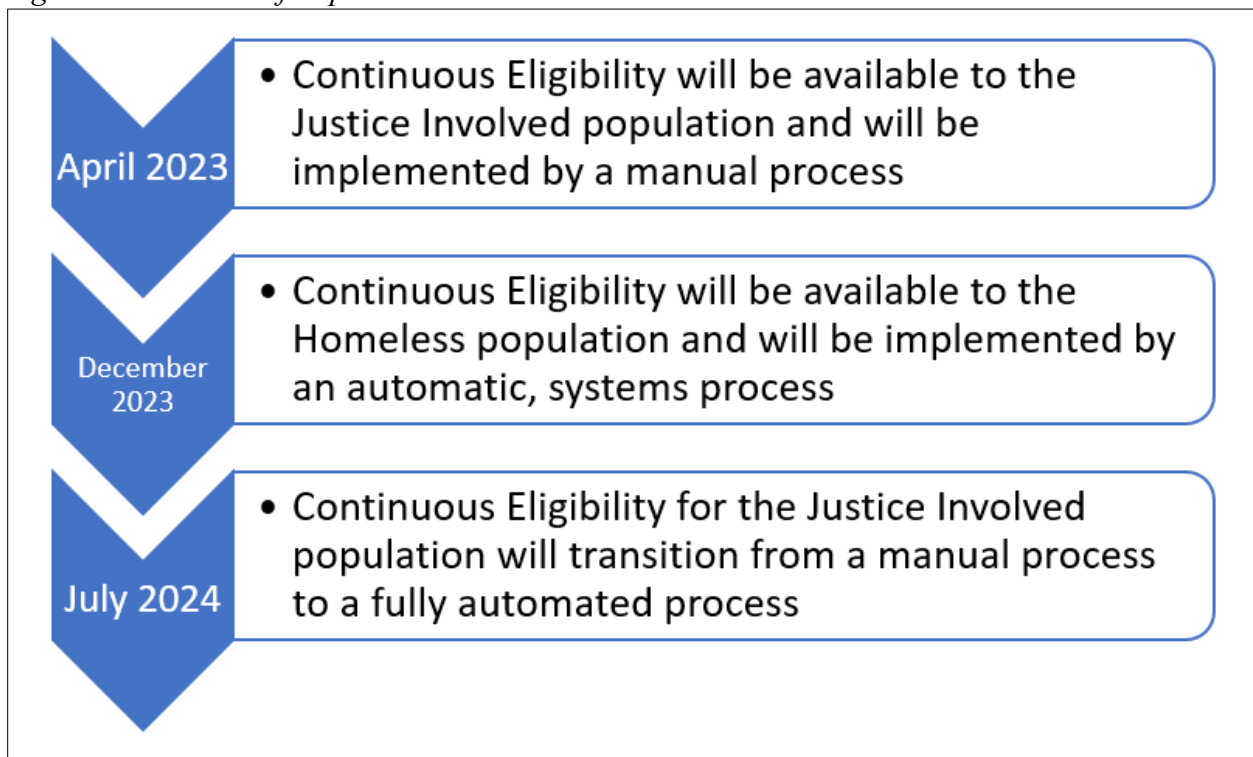 April 2023
• Continuous Eligibility will be available to the
Justice Involved population and will be
implemented by a manual process
December
2023
• Continuous Eligibility will be available to the
Homeless population and will be implemented by
an automatic, systems process
July 2024
• Continuous Eligibility for the Justice Involved
population will transition from a manual process
to a fully automated process